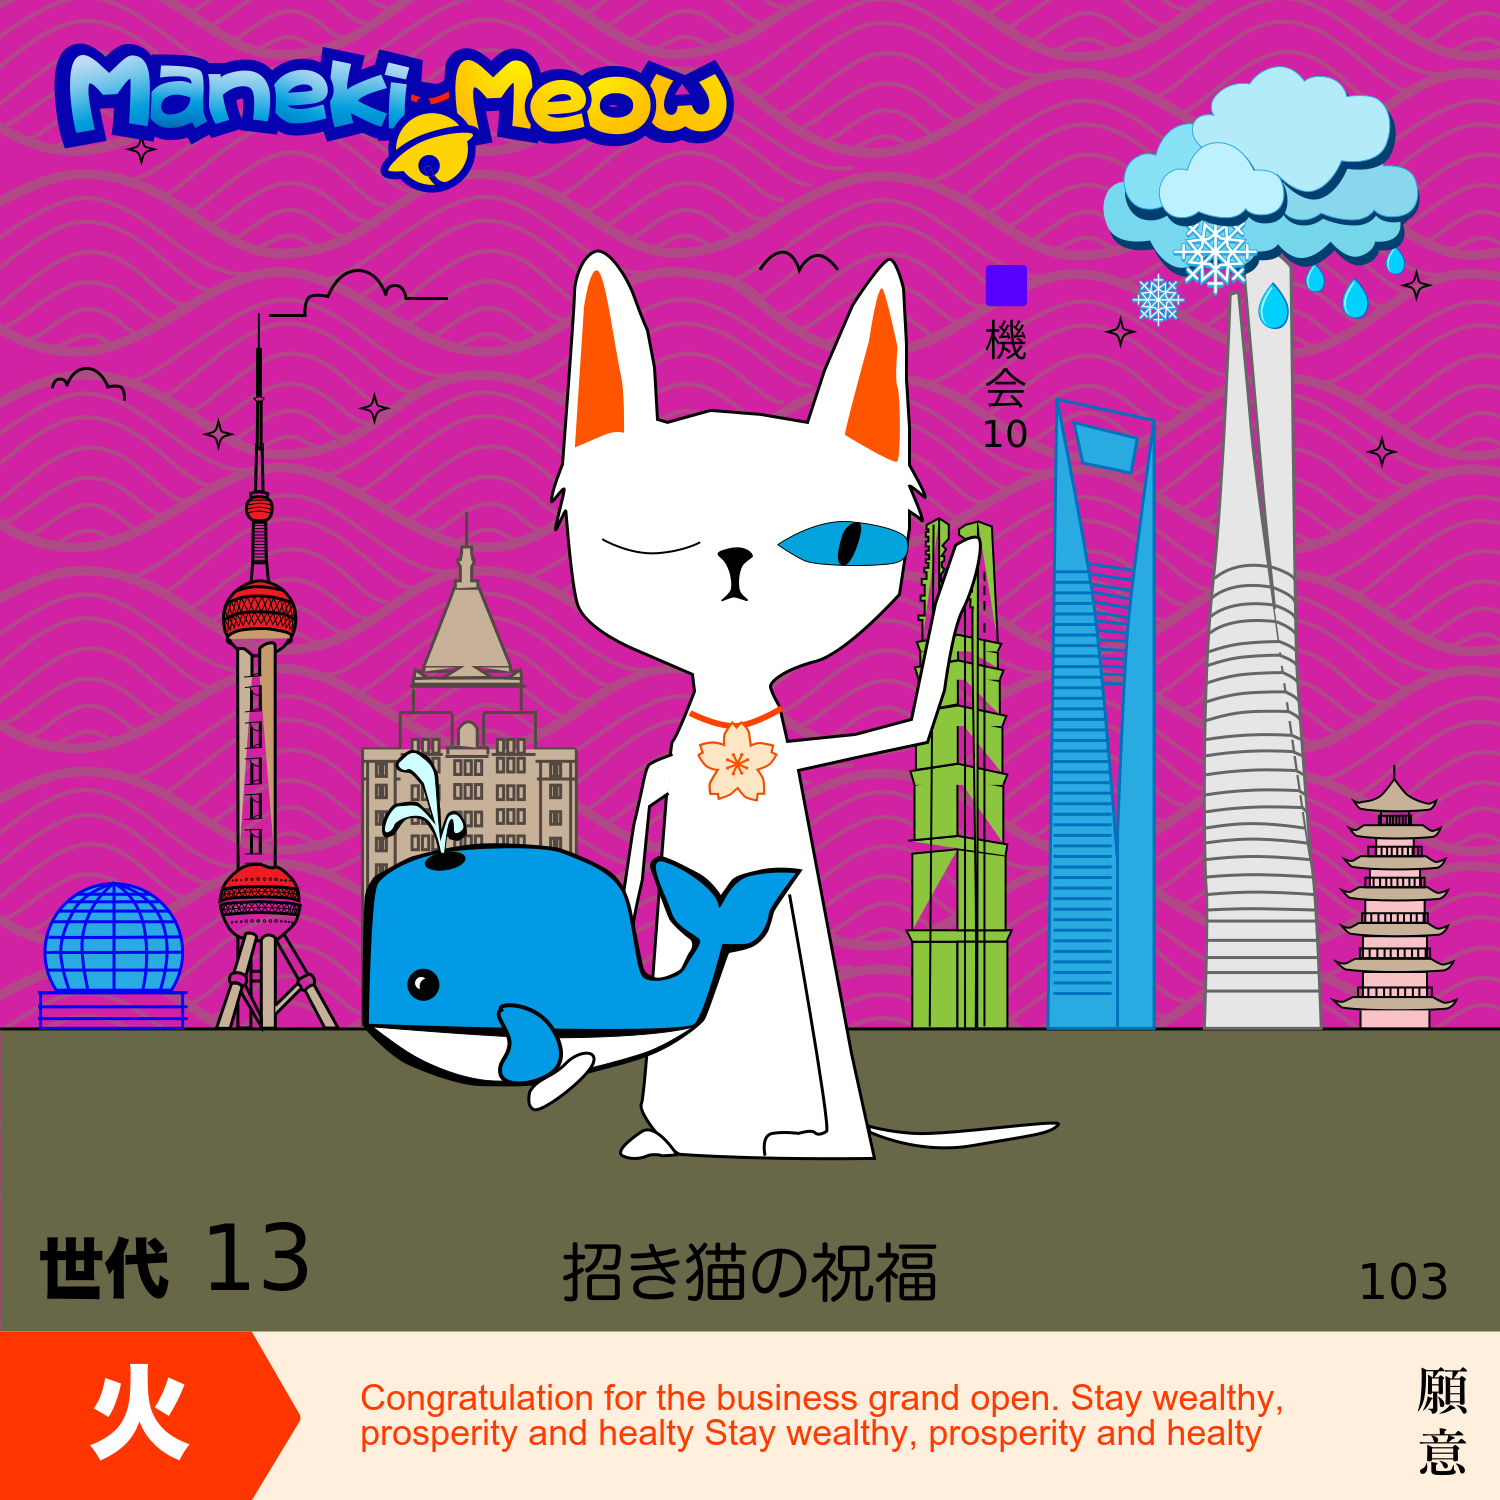 Maneki-Meow
機
会
10
世代 13
招き猫の祝福
103
火
Congratulation for the business grand open. Stay wealthy,
prosperity and healty Stay wealthy, prosperity and healty
願
意